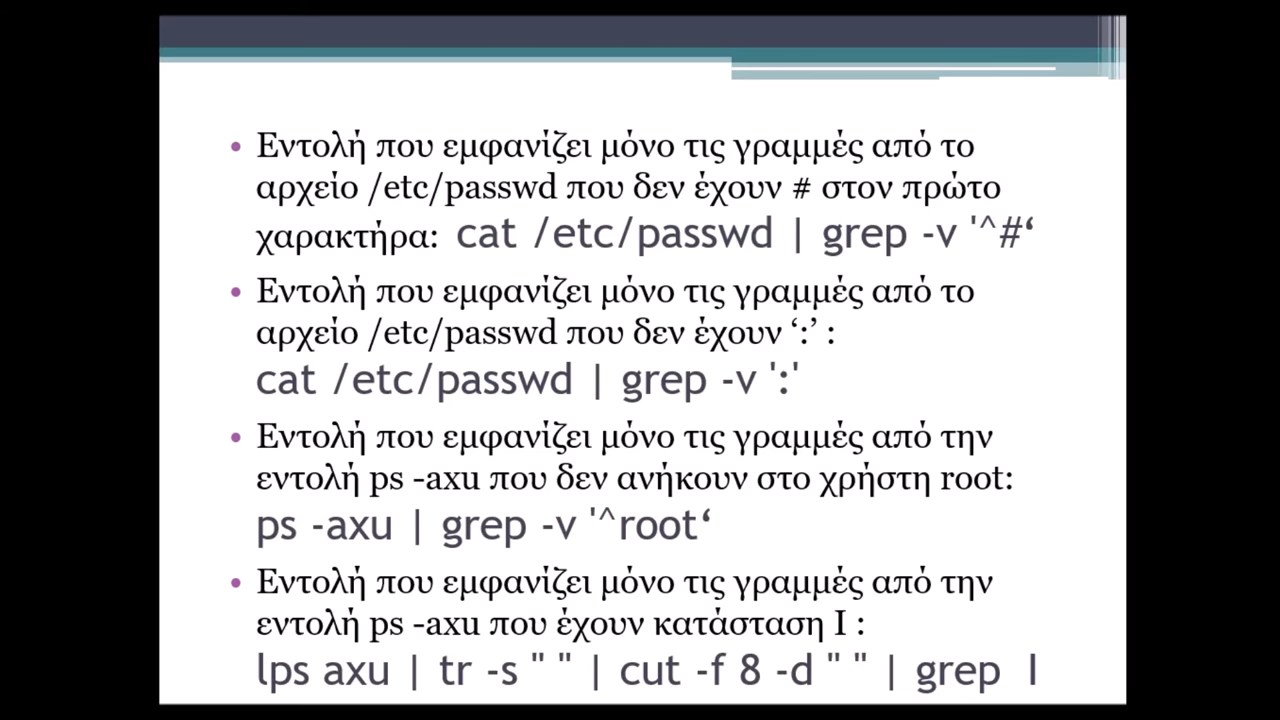 • Εντολή που εμφανίζει μόνο τις γραμμές από το
αρχείο /etc/passwd που δεν έχουν # στον πρώτο
χαρακτήρα: cat /etc/passwd | grep -v '^#‘
• Εντολή που εμφανίζει μόνο τις γραμμές από το
αρχείο /etc/passwd που δεν έχουν ‘:’ :
cat /etc/passwd | grep -v ':'
• Εντολή που εμφανίζει μόνο τις γραμμές από την
εντολή ps -axu που δεν ανήκουν στο χρήστη root:
ps -axu | grep -v '^root‘
• Εντολή που εμφανίζει μόνο τις γραμμές από την
εντολή ps -axu που έχουν κατάσταση I :
lps axu | tr -s " " | cut -f 8 -d " " | grep I